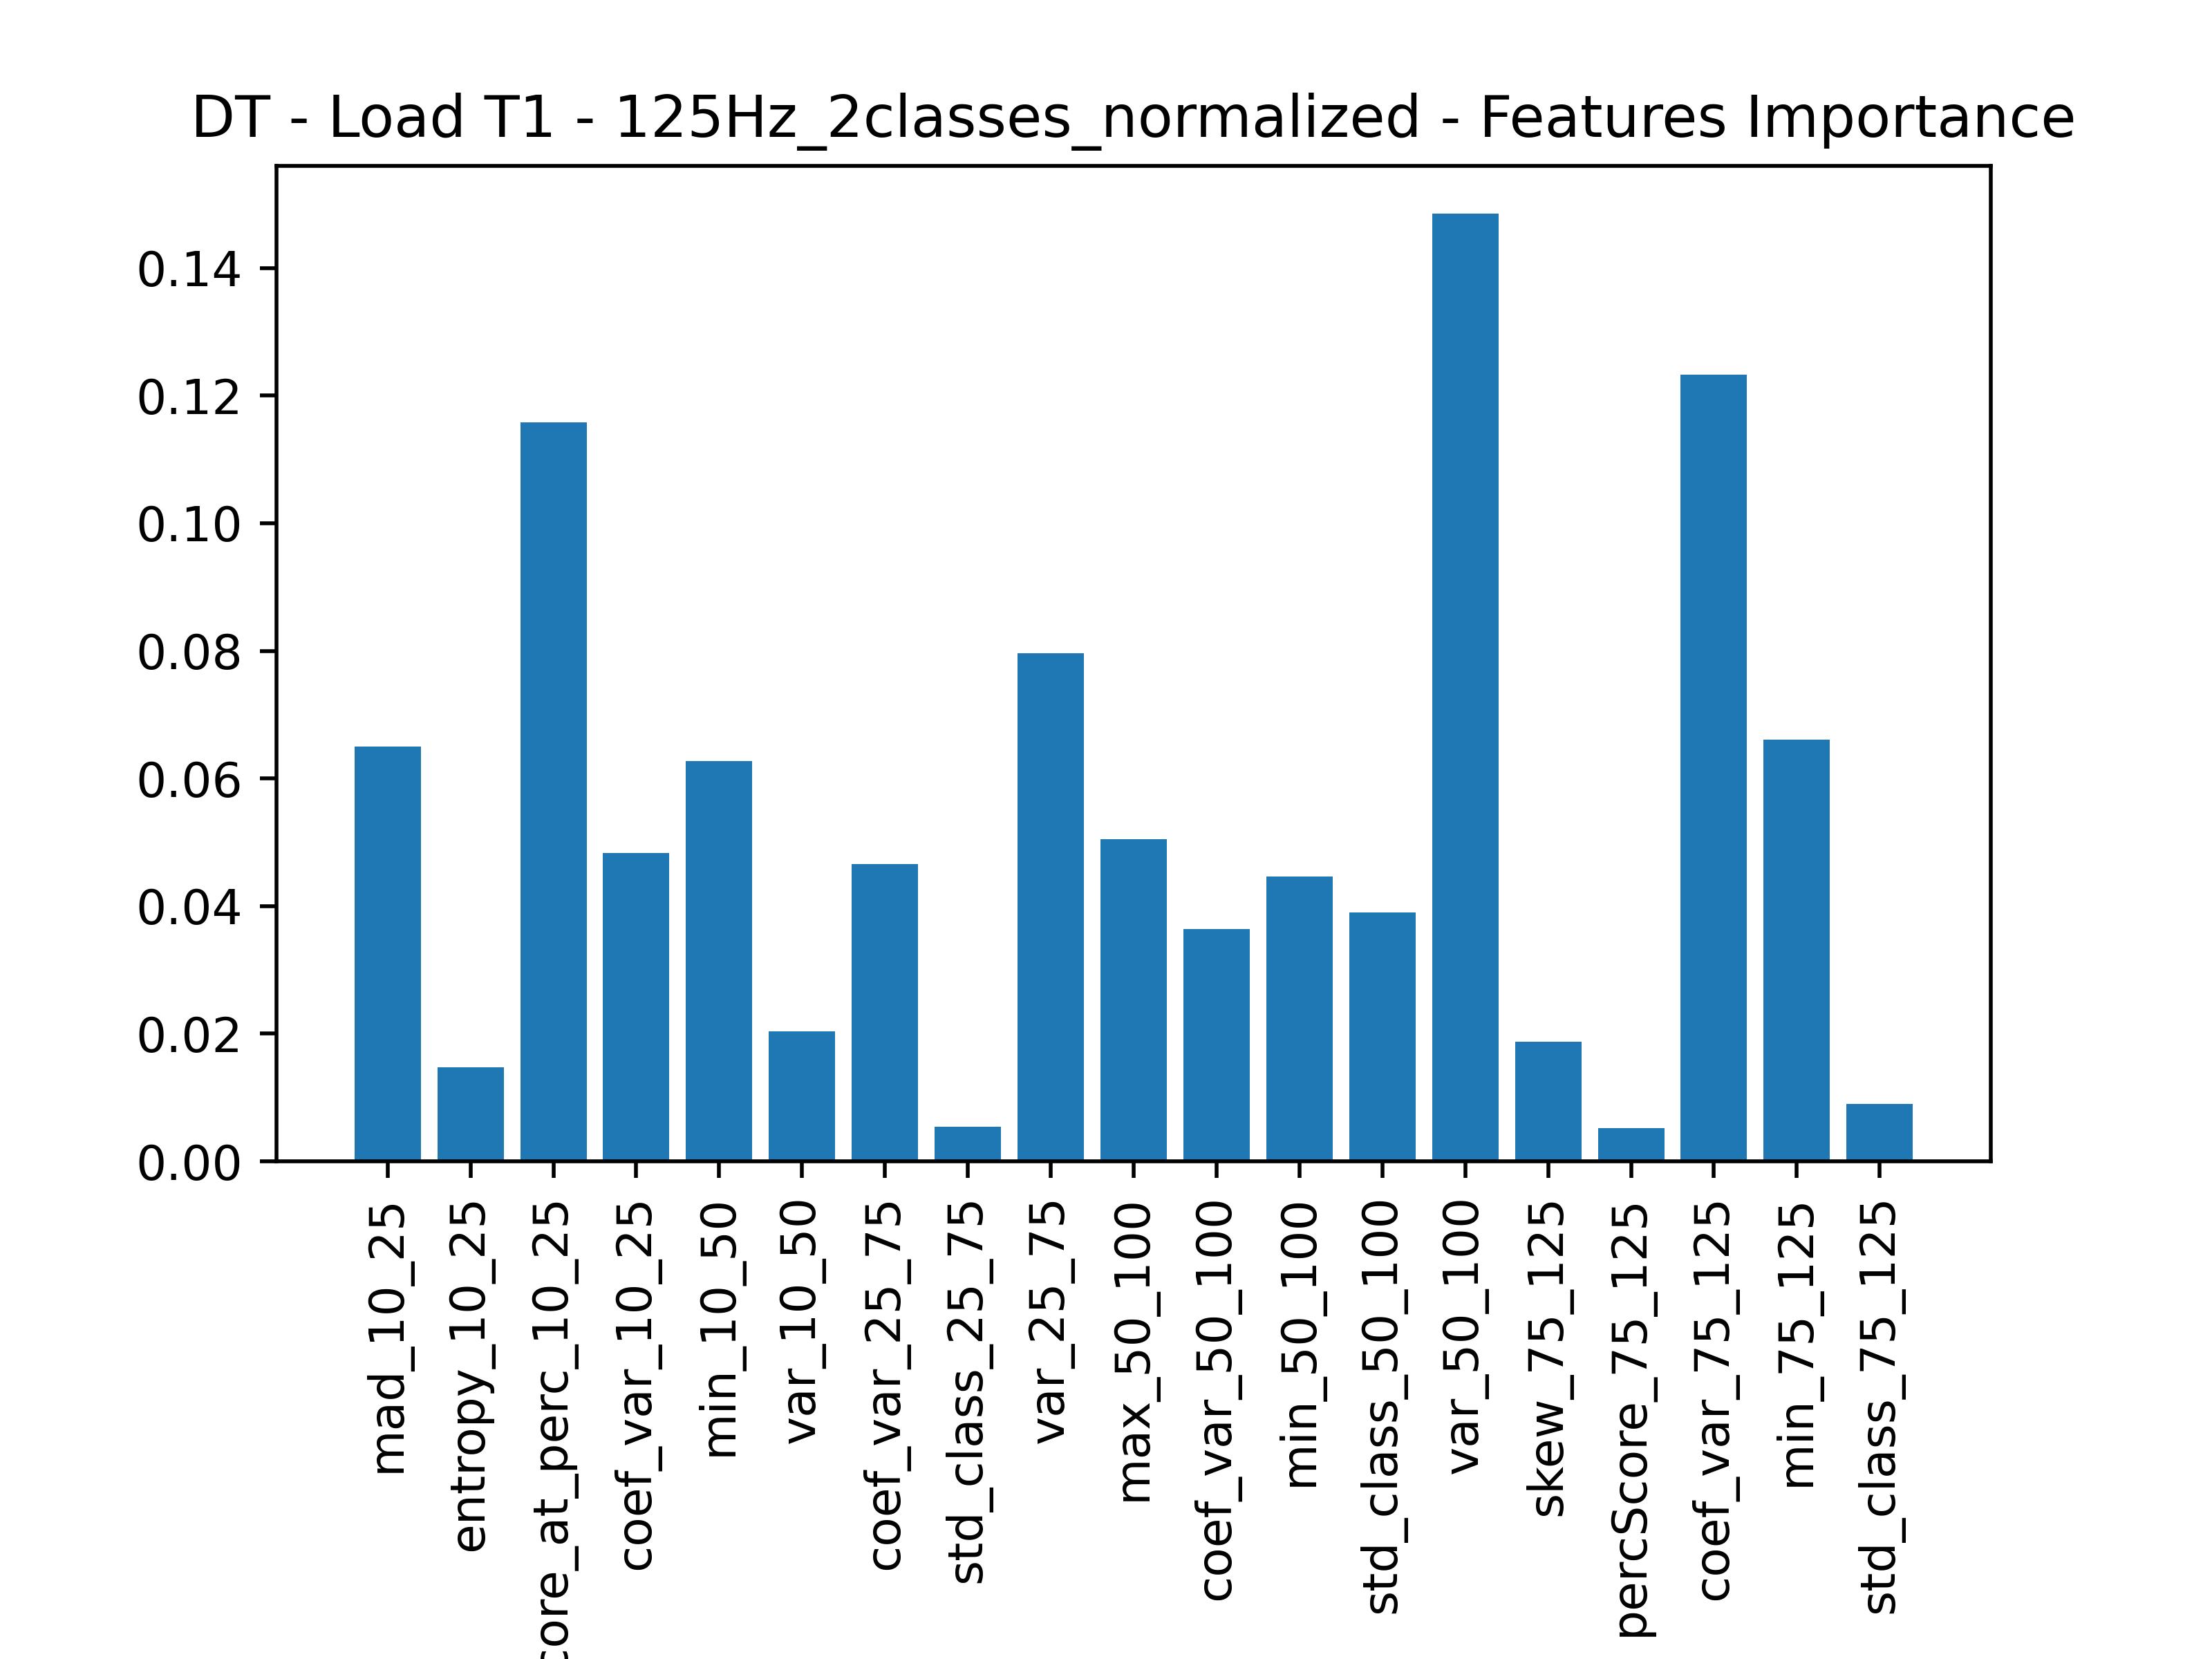 DT - Load T1 - 125Hz_2classes_normalized - Features Importance
0.14
0.12
0.10
0.08
0.06
0.04
0.02
0.00
mad_10_25
entropy_10_25
core_at_perc_10_25
coef_var_10_25
min_10_50
var_10_50
coef_var_25_75
std_class_25_75
var_25_75
max_50_100
coef_var_50_100
min_50_100
std_class_50_100
var_50_100
skew_75_125
percScore_75_125
coef_var_75_125
min_75_125
std_class_75_125